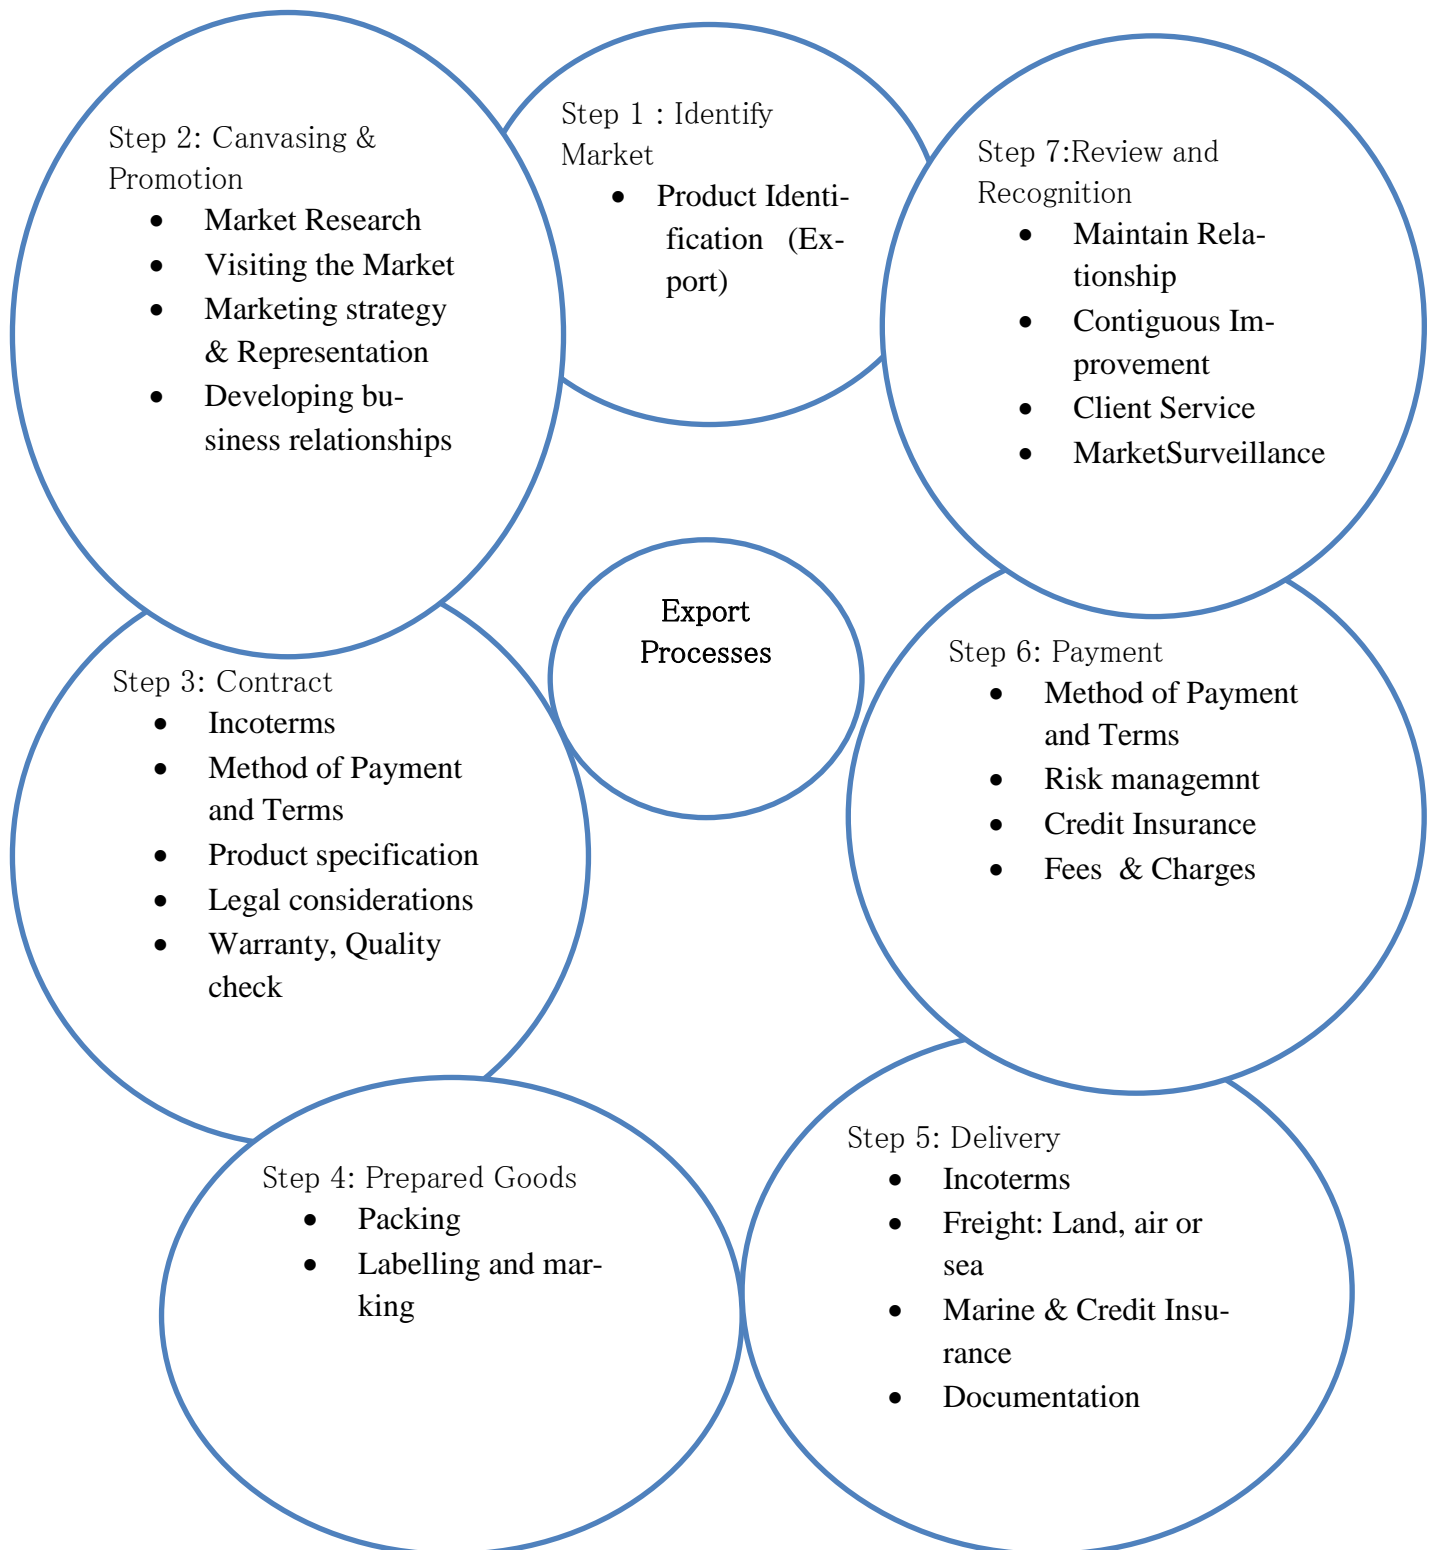 Step 1 : Identify
Market
• Product Identi-
fication (Ex-
port)
Step 2: Canvasing &
Promotion
• Market Research
• Visiting the Market
• Marketing strategy
& Representation
• Developing bu-
siness relationships
Step 7:Review and
Recognition
• Maintain Rela-
tionship
• Contiguous Im-
provement
• Client Service
• MarketSurveillance
Export
Processes
Step 3: Contract
• Incoterms
• Method of Payment
and Terms
• Product specification
• Legal considerations
• Warranty, Quality
check
Step 6: Payment
• Method of Payment
and Terms
• Risk managemnt
• Credit Insurance
• Fees & Charges
Step 4: Prepared Goods
• Packing
• Labelling and mar-
king
Step 5: Delivery
• Incoterms
• Freight: Land, air or
sea
• Marine & Credit Insu-
rance
• Documentation